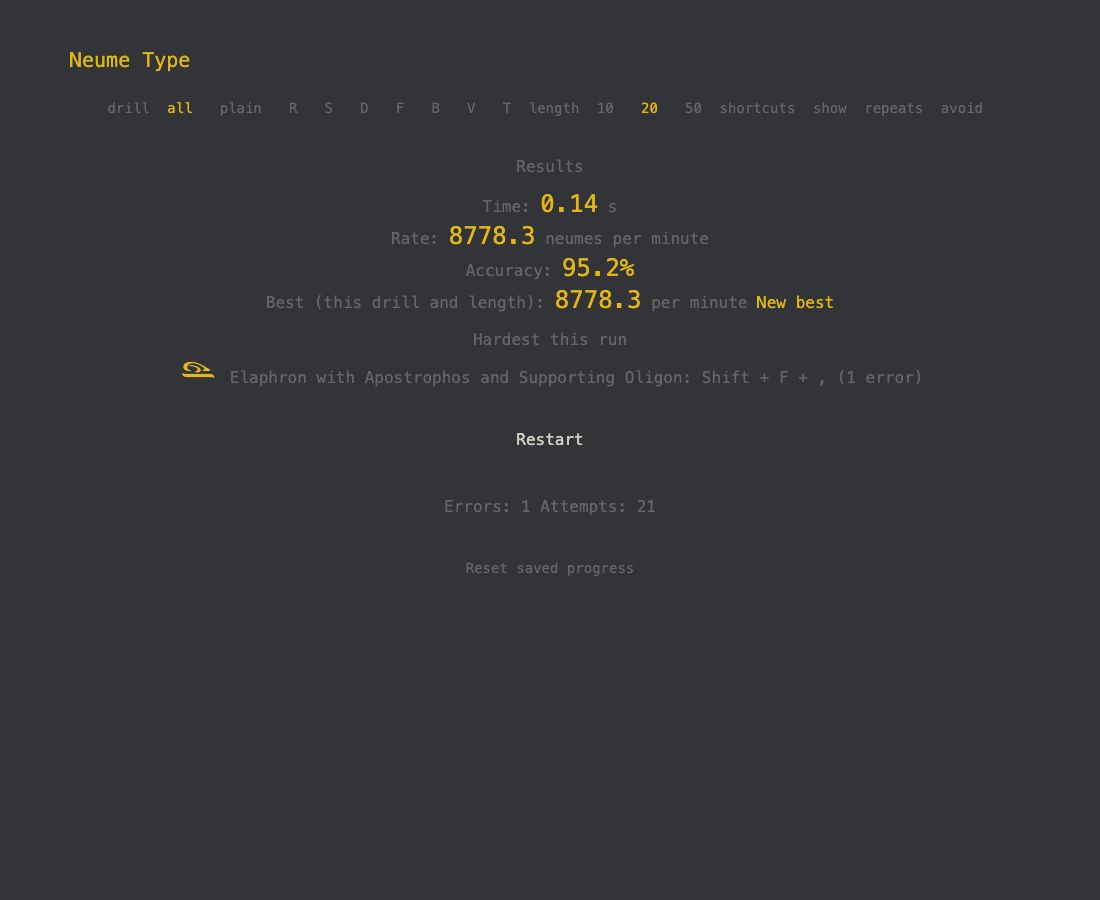 Neume Type
drill all plain R S D F B V T length 10 20 50 shortcuts show repeats avoid
Results
Time: 0.14 s
Rate: 8778.3 neumes per minute
Accuracy: 95.2%
Best (this drill and length): 8778.3 per minute New best
Hardest this run
Elaphron with Apostrophos and Supporting Oligon: Shift + F + , (1 error)
Restart
Errors: 1 Attempts: 21
Reset saved progress